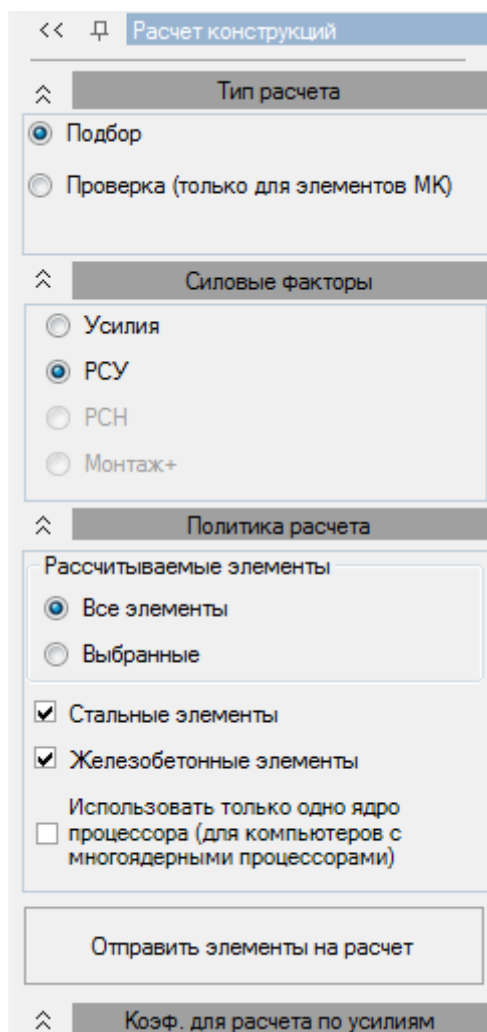 << Расчет конструкций
Тип расчета
Подбор
Проверка (только для элементов МК)
Силовые факторы
Усилия
РСУ
РСН
Монтаж+
Политика расчета
Рассчитываемые элементы
Все элементы
Выбранные
Стальные элементы
Железобетонные элементы
Использовать только одно ядро
процессора (для компьютеров с
многоядерными процессорами)
Отправить элементы на расчет
Коэф. для расчета по усилиям